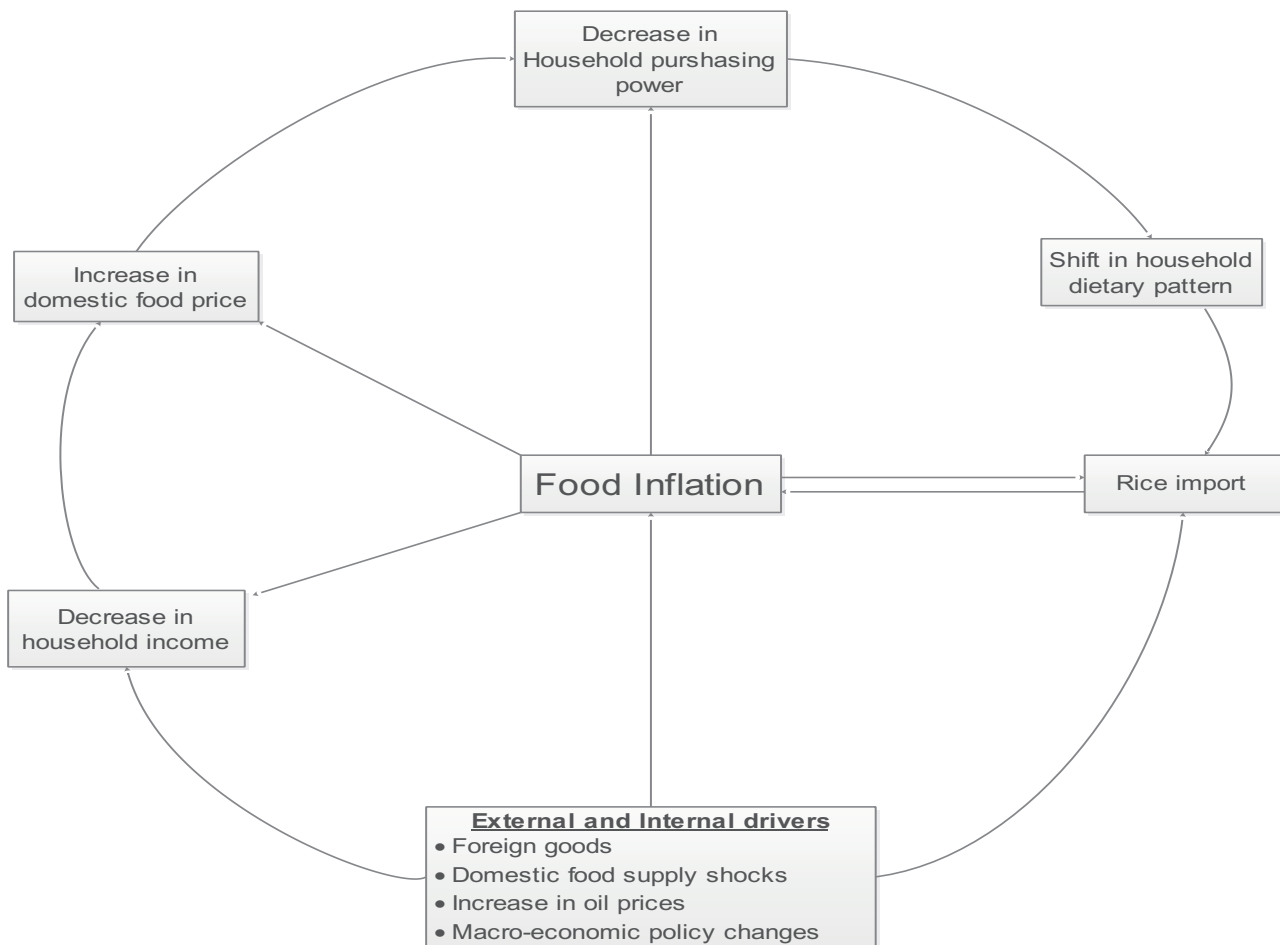 Decrease in
Household purshasing
power
Increase in
domestic food price
Shift in household
dietary pattern
Food Inflation
Rice import
Decrease in
household income
External and Internal drivers
• Foreign goods
• Domestic food supply shocks
• Increase in oil prices
• Macro-economic policy changes